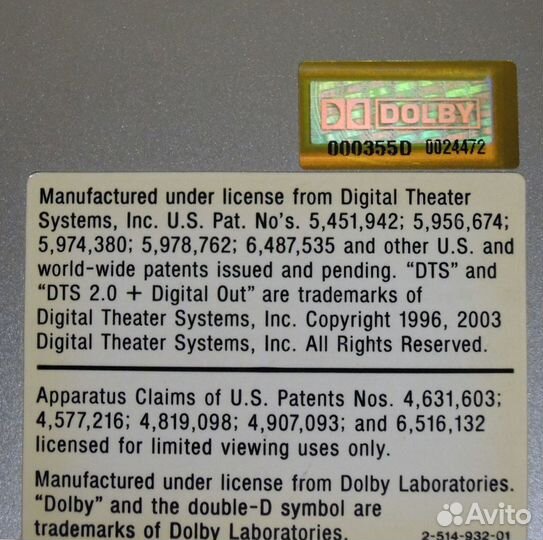 DOLBY
000355D 0024472
Manufactured under license from Digital Theater
Systems, Inc. U.S. Pat. No's. 5,451,942; 5,956,674;
5,974,380; 5,978,762; 6,487,535 and other U.S. and
world-wide patents issued and pending. “DTS” and
“DTS 2.0 + Digital Out” are trademarks of
Digital Theater Systems, Inc. Copyright 1996, 2003
Digital Theater Systems, Inc. All Rights Reserved.
Apparatus Claims of U.S. Patents Nos. 4,631,603;
4,577,216; 4,819,098; 4,907,093; and 6,516,132
licensed for limited viewing uses only.
Manufactured under license from Dolby Laboratories.
“Dolby” and the double-D symbol are
trademarks of Dolby Laboratories.
2-514-932-01
Avito